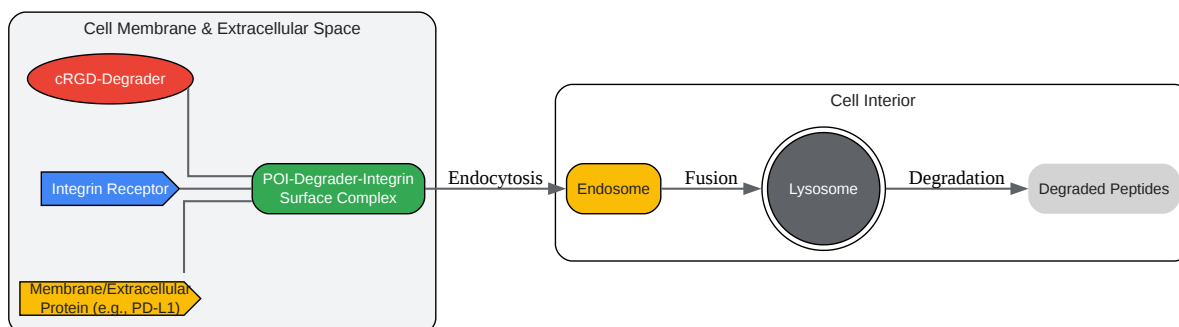 Cell Membrane & Extracellular Space
cRGD-Degrader
Integrin Receptor
Membrane/Extracellular
Protein (e.g., PD-L1)
POI-Degrader-Integrin
Surface Complex
Endocytosis
Cell Interior
Endosome
Fusion
Lysosome
Degradation
Degraded Peptides